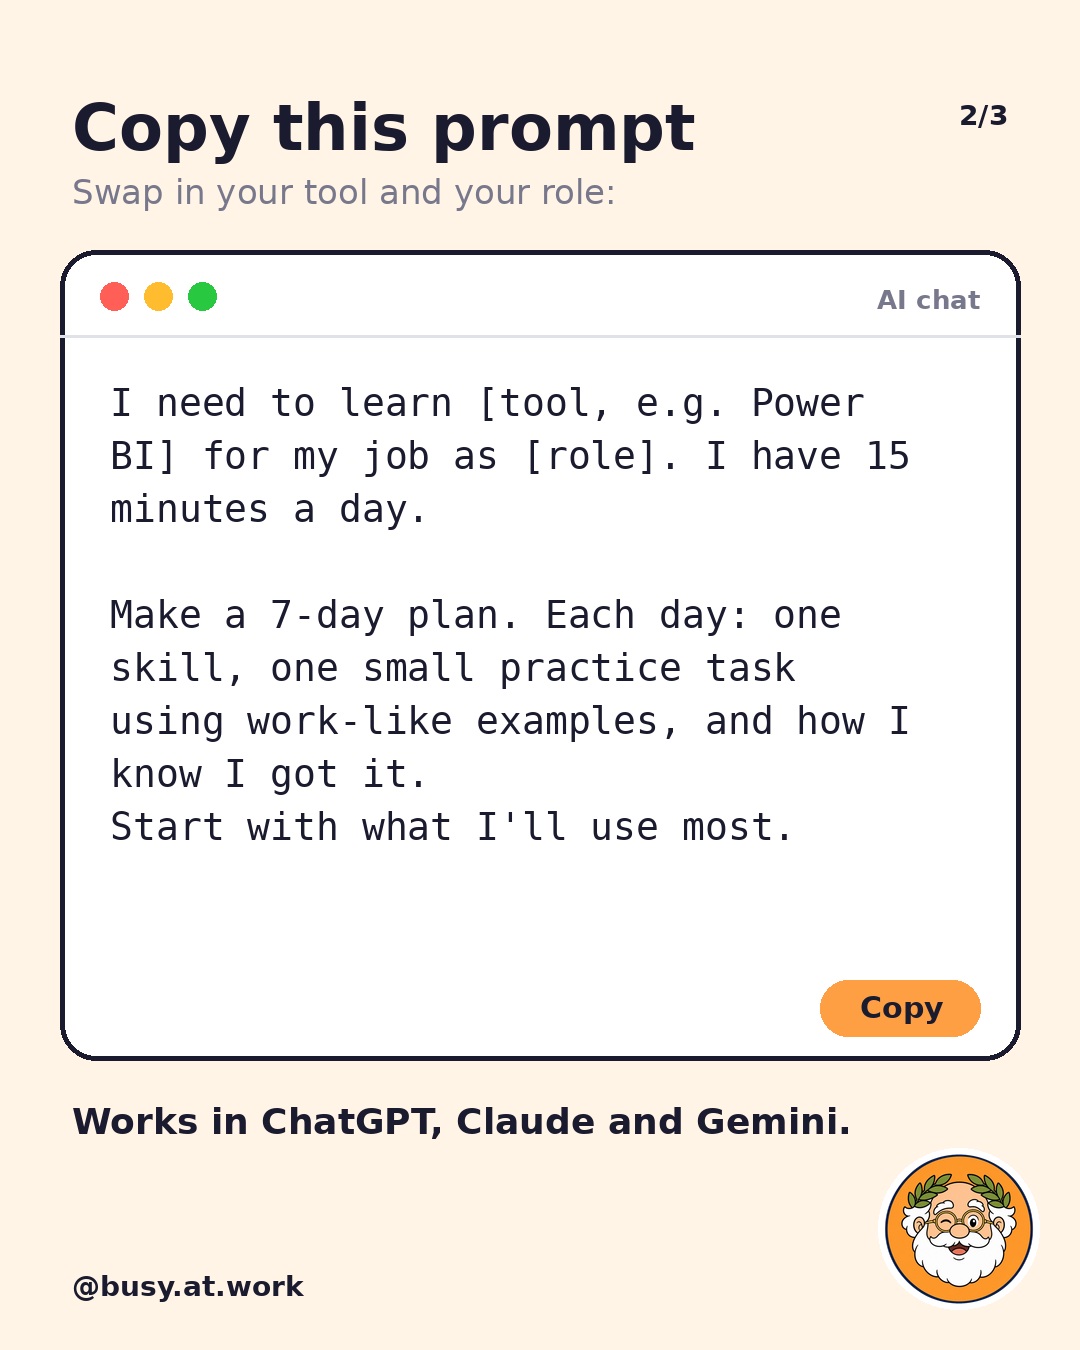 Copy this prompt
2/3
Swap in your tool and your role:
AI chat
I need to learn [tool, e.g. Power
BI] for my job as [role]. I have 15
minutes a day.
Make a 7-day plan. Each day: one
skill, one small practice task
using work-like examples, and how I
know I got it.
Start with what I'll use most.
Copy
Works in ChatGPT, Claude and Gemini.
@busy.at.work